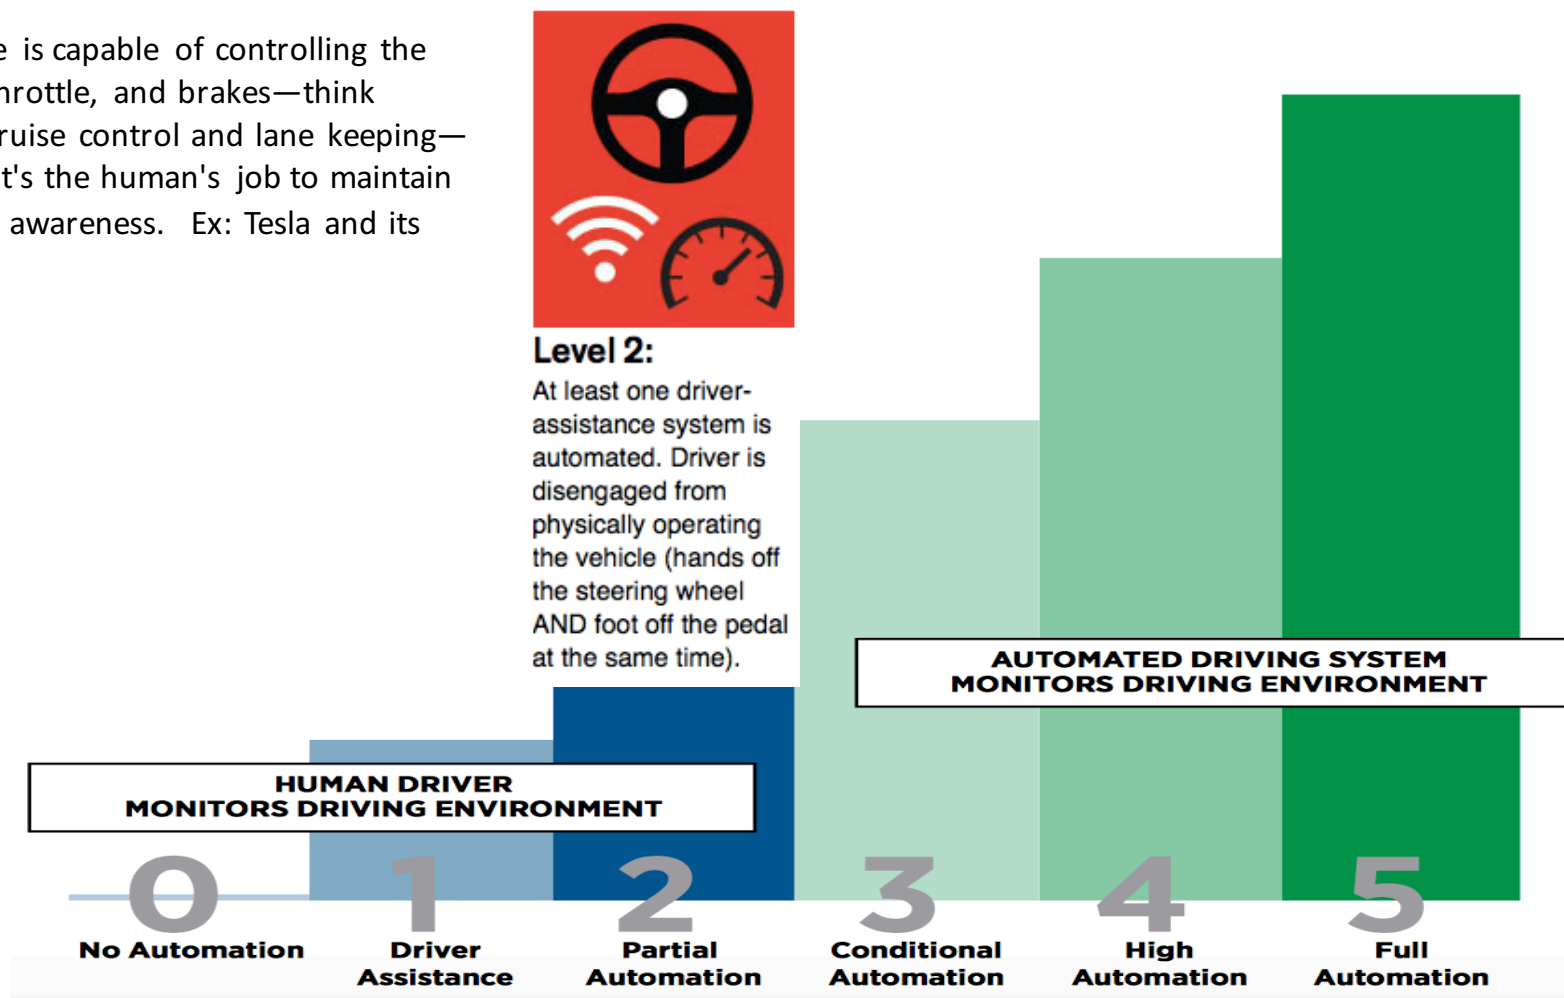 e is capable of controlling the
hrottle, and brakes—think
ruise control and lane keeping—
t's the human's job to maintain
awareness. Ex: Tesla and its
Level 2:
At least one driver-
assistance system is
automated. Driver is
disengaged from
physically operating
the vehicle (hands off
the steering wheel
AND foot off the pedal
at the same time).
AUTOMATED DRIVING SYSTEM
MONITORS DRIVING ENVIRONMENT
HUMAN DRIVER
MONITORS DRIVING ENVIRONMENT
0 1 2 3 4 5
No Automation
Driver
Assistance
Partial
Automation
Conditional
Automation
High
Automation
Full
Automation